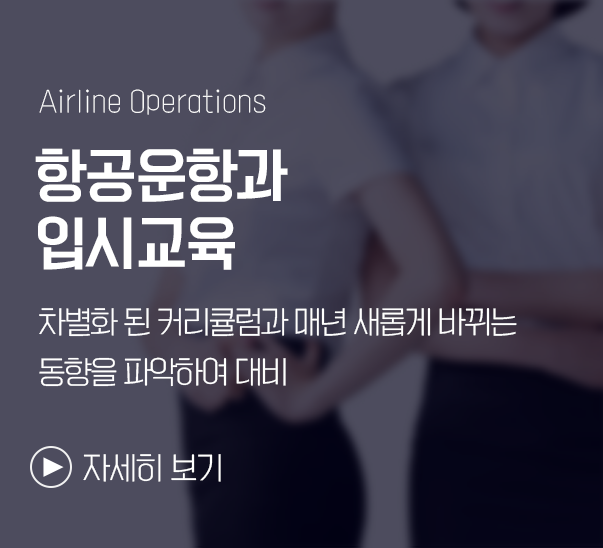 Airline Operations
항공운항과
입시교육
차별화 된 커리큘럼과 매년 새롭게 바뀌는
동향을 파악하여 대비
자세히 보기